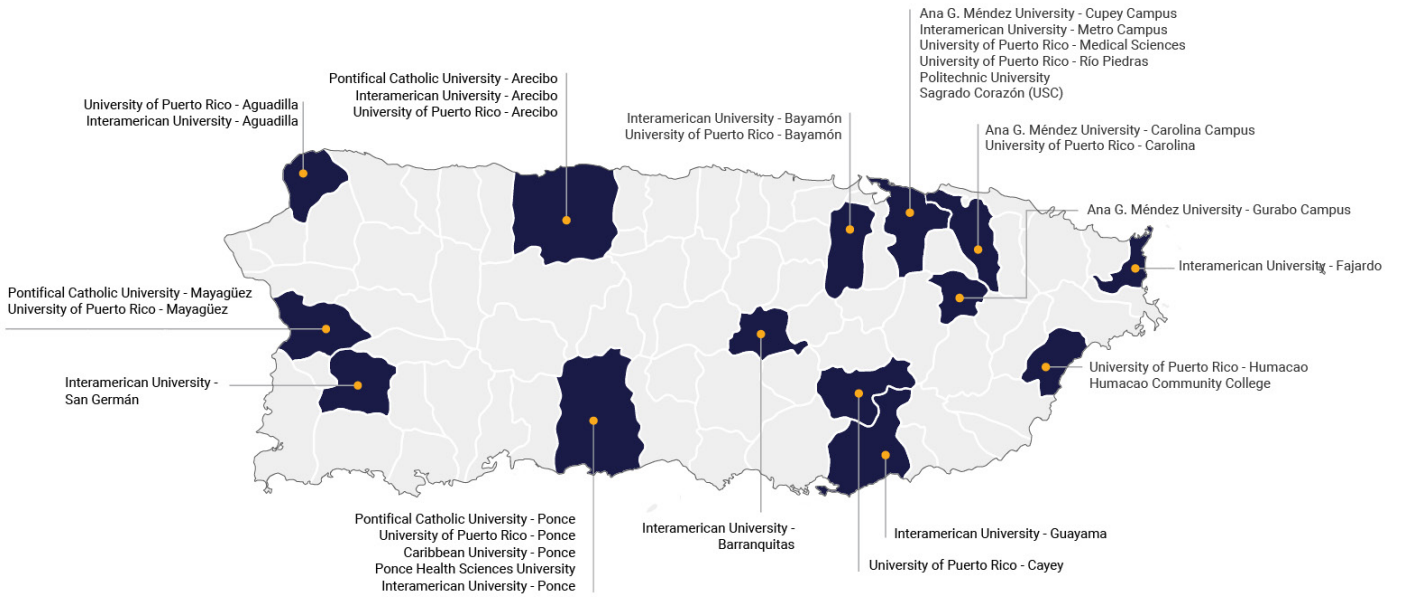 Ana G. Méndez University - Cupey Campus
Interamerican University - Metro Campus
University of Puerto Rico - Medical Sciences
University of Puerto Rico - Río Piedras
Politechnic University
Sagrado Corazón (USC)
Pontifical Catholic University - Arecibo
Interamerican University - Arecibo
University of Puerto Rico - Arecibo
University of Puerto Rico - Aguadilla
Interamerican University - Aguadilla
Interamerican University - Bayamón
University of Puerto Rico - Bayamón
Ana G. Méndez University - Carolina Campus
University of Puerto Rico - Carolina
Ana G. Méndez University - Gurabo Campus
Interamerican University - Fajardo
Pontifical Catholic University - Mayagüez
University of Puerto Rico - Mayagüez
Interamerican University -
San Germán
University of Puerto Rico - Humacao
Humacao Community College
Pontifical Catholic University - Ponce
University of Puerto Rico - Ponce
Caribbean University - Ponce
Ponce Health Sciences University
Interamerican University - Ponce
Interamerican University -
Barranquitas
Interamerican University - Guayama
University of Puerto Rico - Cayey